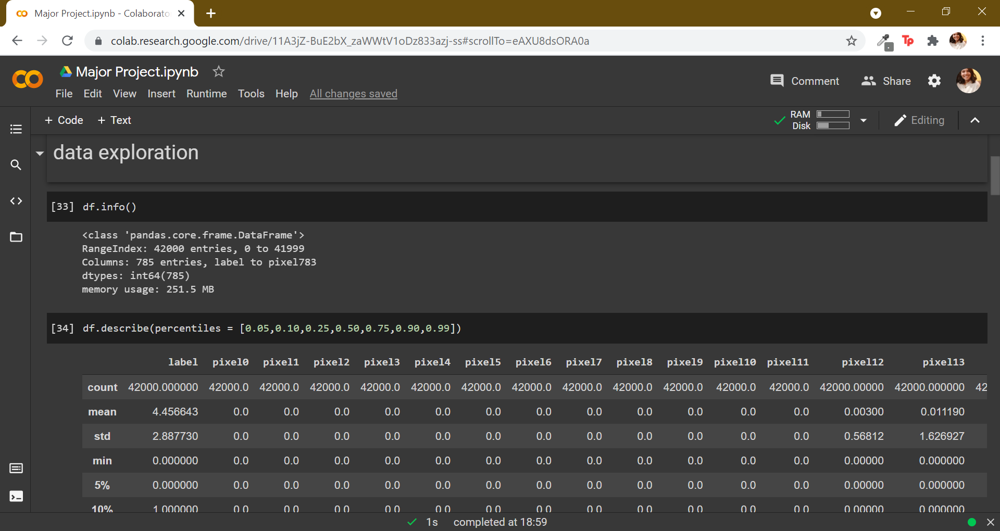 Major Project.ipynb - Colaborato
colab.research.google.com/drive/11A3jZ-BuE2bX_zaWWtV1oDz833azj-ss#scrollTo=eAXU8dsORA0a
Tp
Major Project.ipynb
Comment Share
File Edit View Insert Runtime Tools Help All changes saved
+ Code + Text
RAM
Disk
Editing
data exploration
[33] df.info()
<class 'pandas.core.frame.DataFrame'>
RangeIndex: 42000 entries, 0 to 41999
Columns: 785 entries, label to pixel783
dtypes: int64(785)
memory usage: 251.5 MB
[34] df.describe(percentiles = [0.05,0.10,0.25,0.50,0.75,0.90,0.99])
label pixel0 pixel1 pixel2 pixel3 pixel4 pixel5 pixel6 pixel7 pixel8 pixel9 pixel10 pixel11 pixel12 pixel13
count 42000.000000 42000.0 42000.0 42000.0 42000.0 42000.0 42000.0 42000.0 42000.0 42000.0 42000.0 42000.0 42000.0 42000.00000 42000.000000 42
mean 4.456643 0.0 0.0 0.0 0.0 0.0 0.0 0.0 0.0 0.0 0.0 0.0 0.0 0.00300 0.011190
std 2.887730 0.0 0.0 0.0 0.0 0.0 0.0 0.0 0.0 0.0 0.0 0.0 0.0 0.56812 1.626927
min 0.000000 0.0 0.0 0.0 0.0 0.0 0.0 0.0 0.0 0.0 0.0 0.0 0.0 0.00000 0.000000
5% 0.000000 0.0 0.0 0.0 0.0 0.0 0.0 0.0 0.0 0.0 0.0 0.0 0.0 0.00000 0.000000
10% 1.000000 0.0 0.0 0.0 0.0 0.0 0.0 0.0 0.0 0.0 0.0 0.0 0.0 0.00000 0.000000
1s completed at 18:59